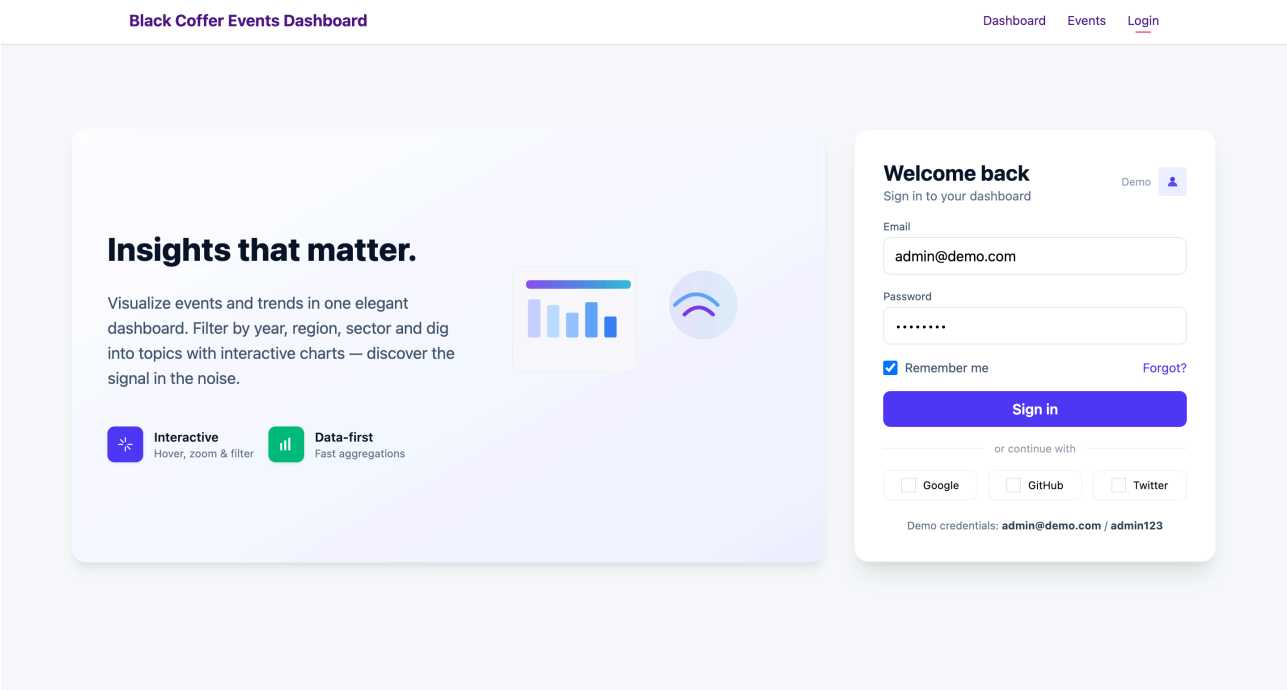 Black Coffer Events Dashboard
Dashboard
Events
Login
Insights that matter.
Visualize events and trends in one elegant
dashboard. Filter by year, region, sector and dig
into topics with interactive charts — discover the
signal in the noise.
Interactive
Hover, zoom & filter
Data-first
Fast aggregations
Welcome back
Sign in to your dashboard
Demo
Email
admin@demo.com
Password
••••••••
Remember me
Forgot?
Sign in
or continue with
Google
GitHub
Twitter
Demo credentials: admin@demo.com / admin123